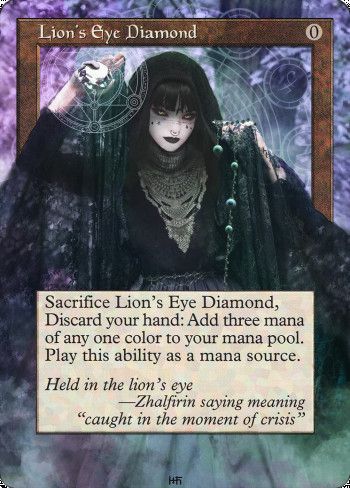 Lion's Eye Diamond 0
Sacrifice Lion's Eye Diamond,
Discard your hand: Add three mana
of any one color to your mana pool.
Play this ability as a mana source.
Held in the lion's eye
—Zhalfirin saying meaning
"caught in the moment of crisis"